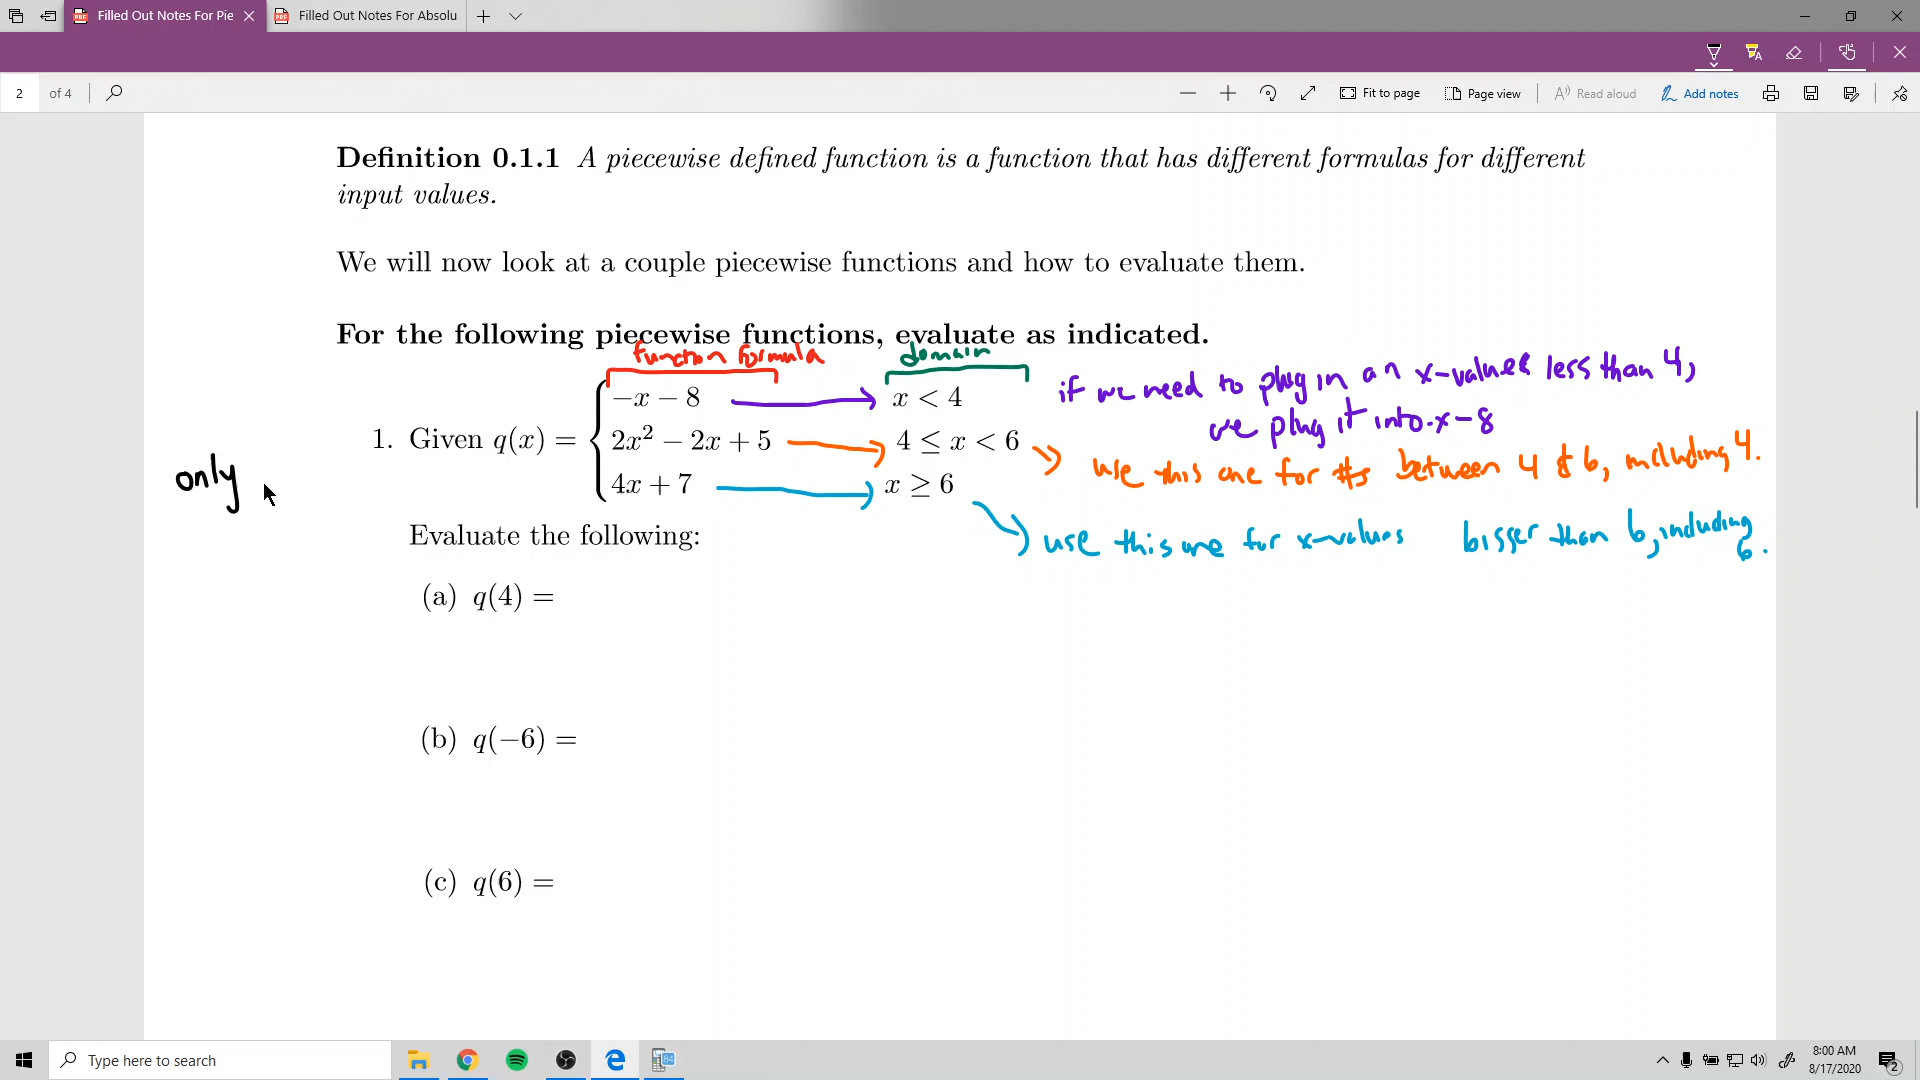 Filled Out Notes For Pie
Filled Out Notes For Absolu
2 of 4
Fit to page
Page view
Read aloud
Add notes
Definition 0.1.1 A piecewise defined function is a function that has different formulas for different
input values.
We will now look at a couple piecewise functions and how to evaluate them.
For the following piecewise functions, evaluate as indicated.
function formula
domain
if we need to plug in an x-values less than 4,
we plug it into -x-8
−x − 8 x < 4
1. Given q(x) = 2x² − 2x + 5 4 ≤ x < 6
use this one for #s between 4 & 6, including 4.
only
4x + 7 x ≥ 6
use this one for x-values bigger than 6, including
6.
Evaluate the following:
(a) q(4) =
(b) q(−6) =
(c) q(6) =
Type here to search
84
8:00 AM
8/17/2020
2